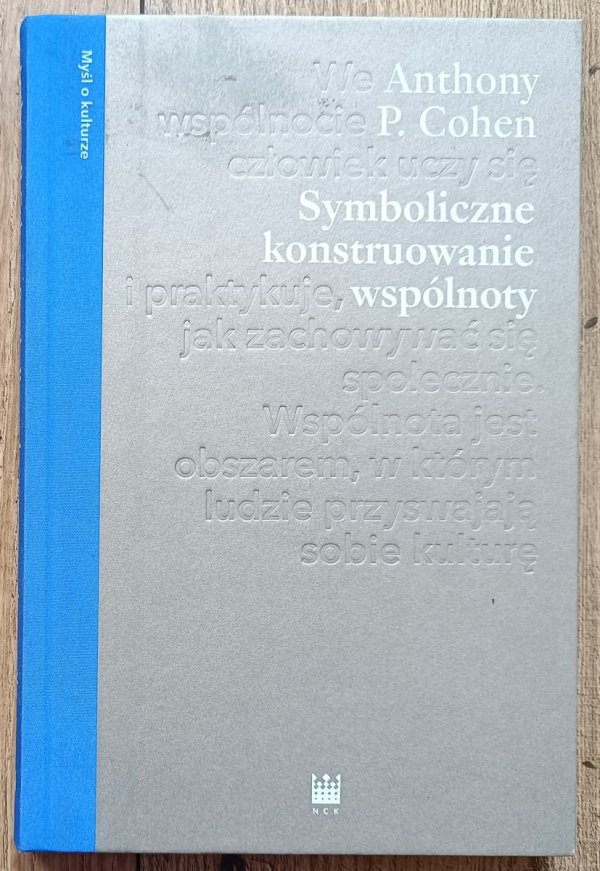 Myśl o kulturze
We Anthony
wspólnocie P. Cohen
człowiek uczy się
Symboliczne
konstruowanie
i praktykuje, wspólnoty
jak zachowywać się
społecznie.
Wspólnota jest
obszarem, w którym
ludzie przyswajają
sobie kulturę
NCK